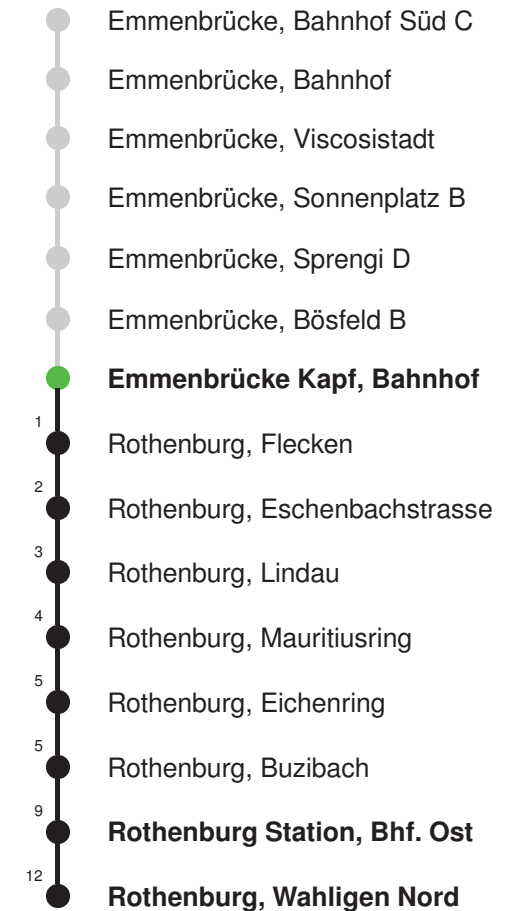 Emmenbrücke, Bahnhof Süd C
Emmenbrücke, Bahnhof
Emmenbrücke, Viscosistadt
Emmenbrücke, Sonnenplatz B
Emmenbrücke, Sprengi D
Emmenbrücke, Bösfeld B
Emmenbrücke Kapf, Bahnhof
1 Rothenburg, Flecken
2 Rothenburg, Eschenbachstrasse
3 Rothenburg, Lindau
4 Rothenburg, Mauritiusring
5 Rothenburg, Eichenring
5 Rothenburg, Buzibach
9 Rothenburg Station, Bhf. Ost
12 Rothenburg, Wahligen Nord